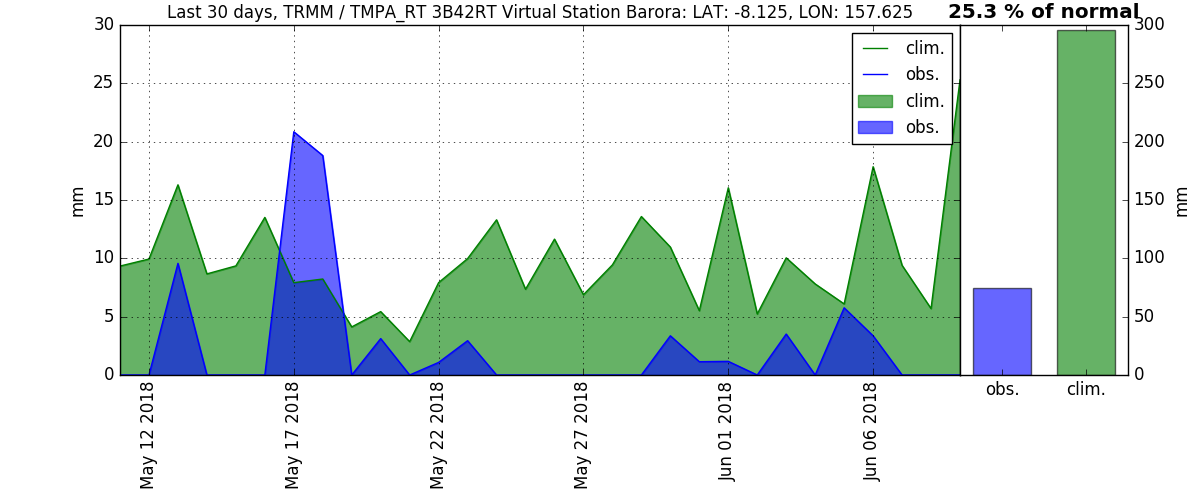 Last 30 days, TRMM / TMPA_RT 3B42RT Virtual Station Barora: LAT: -8.125, LON: 157.625
25.3 % of normal
30
25
20
15
10
5
0
mm
clim.
obs.
clim.
obs.
May 12 2018
May 17 2018
May 22 2018
May 27 2018
Jun 01 2018
Jun 06 2018
300
250
200
150
100
50
0
mm
obs.
clim.